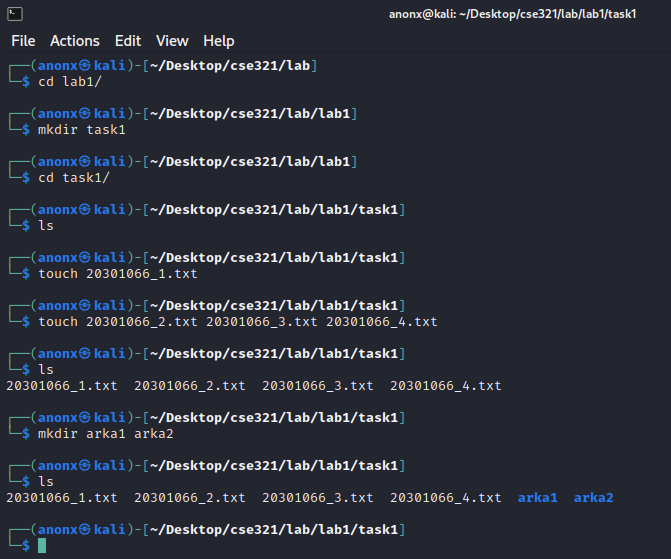 anonx@kali: ~/Desktop/cse321/lab/lab1/task1
File Actions Edit View Help
┌──(anonx㉿kali)-[~/Desktop/cse321/lab]
└─$ cd lab1/
┌──(anonx㉿kali)-[~/Desktop/cse321/lab/lab1]
└─$ mkdir task1
┌──(anonx㉿kali)-[~/Desktop/cse321/lab/lab1]
└─$ cd task1/
┌──(anonx㉿kali)-[~/Desktop/cse321/lab/lab1/task1]
└─$ ls
┌──(anonx㉿kali)-[~/Desktop/cse321/lab/lab1/task1]
└─$ touch 20301066_1.txt
┌──(anonx㉿kali)-[~/Desktop/cse321/lab/lab1/task1]
└─$ touch 20301066_2.txt 20301066_3.txt 20301066_4.txt
┌──(anonx㉿kali)-[~/Desktop/cse321/lab/lab1/task1]
└─$ ls
20301066_1.txt  20301066_2.txt  20301066_3.txt  20301066_4.txt
┌──(anonx㉿kali)-[~/Desktop/cse321/lab/lab1/task1]
└─$ mkdir arka1 arka2
┌──(anonx㉿kali)-[~/Desktop/cse321/lab/lab1/task1]
└─$ ls
20301066_1.txt  20301066_2.txt  20301066_3.txt  20301066_4.txt  arka1  arka2
┌──(anonx㉿kali)-[~/Desktop/cse321/lab/lab1/task1]
└─$